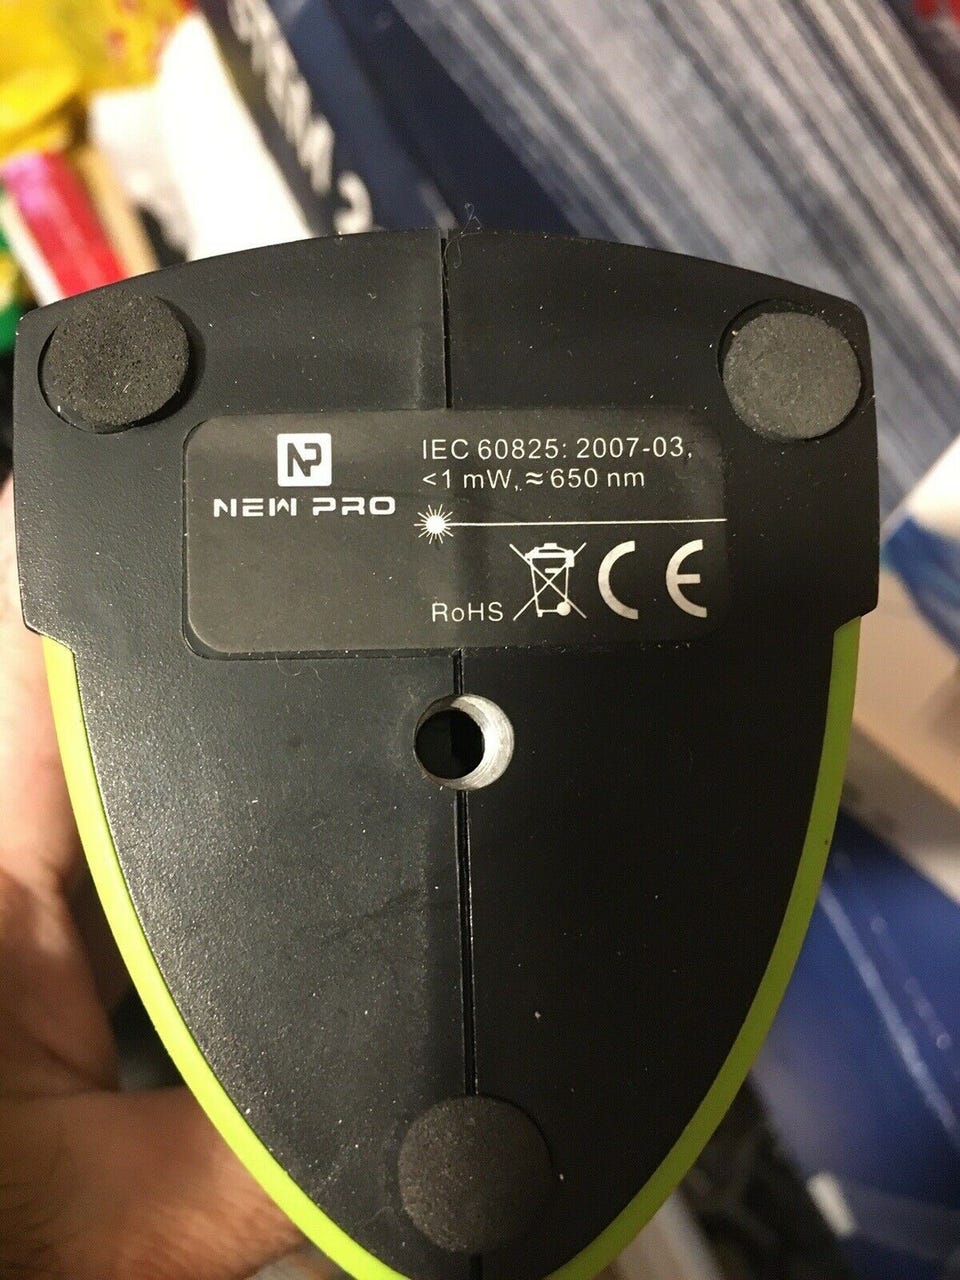 NP
NEW PRO
IEC 60825: 2007-03,
<1 mW, ≈650 nm
RoHS
CE